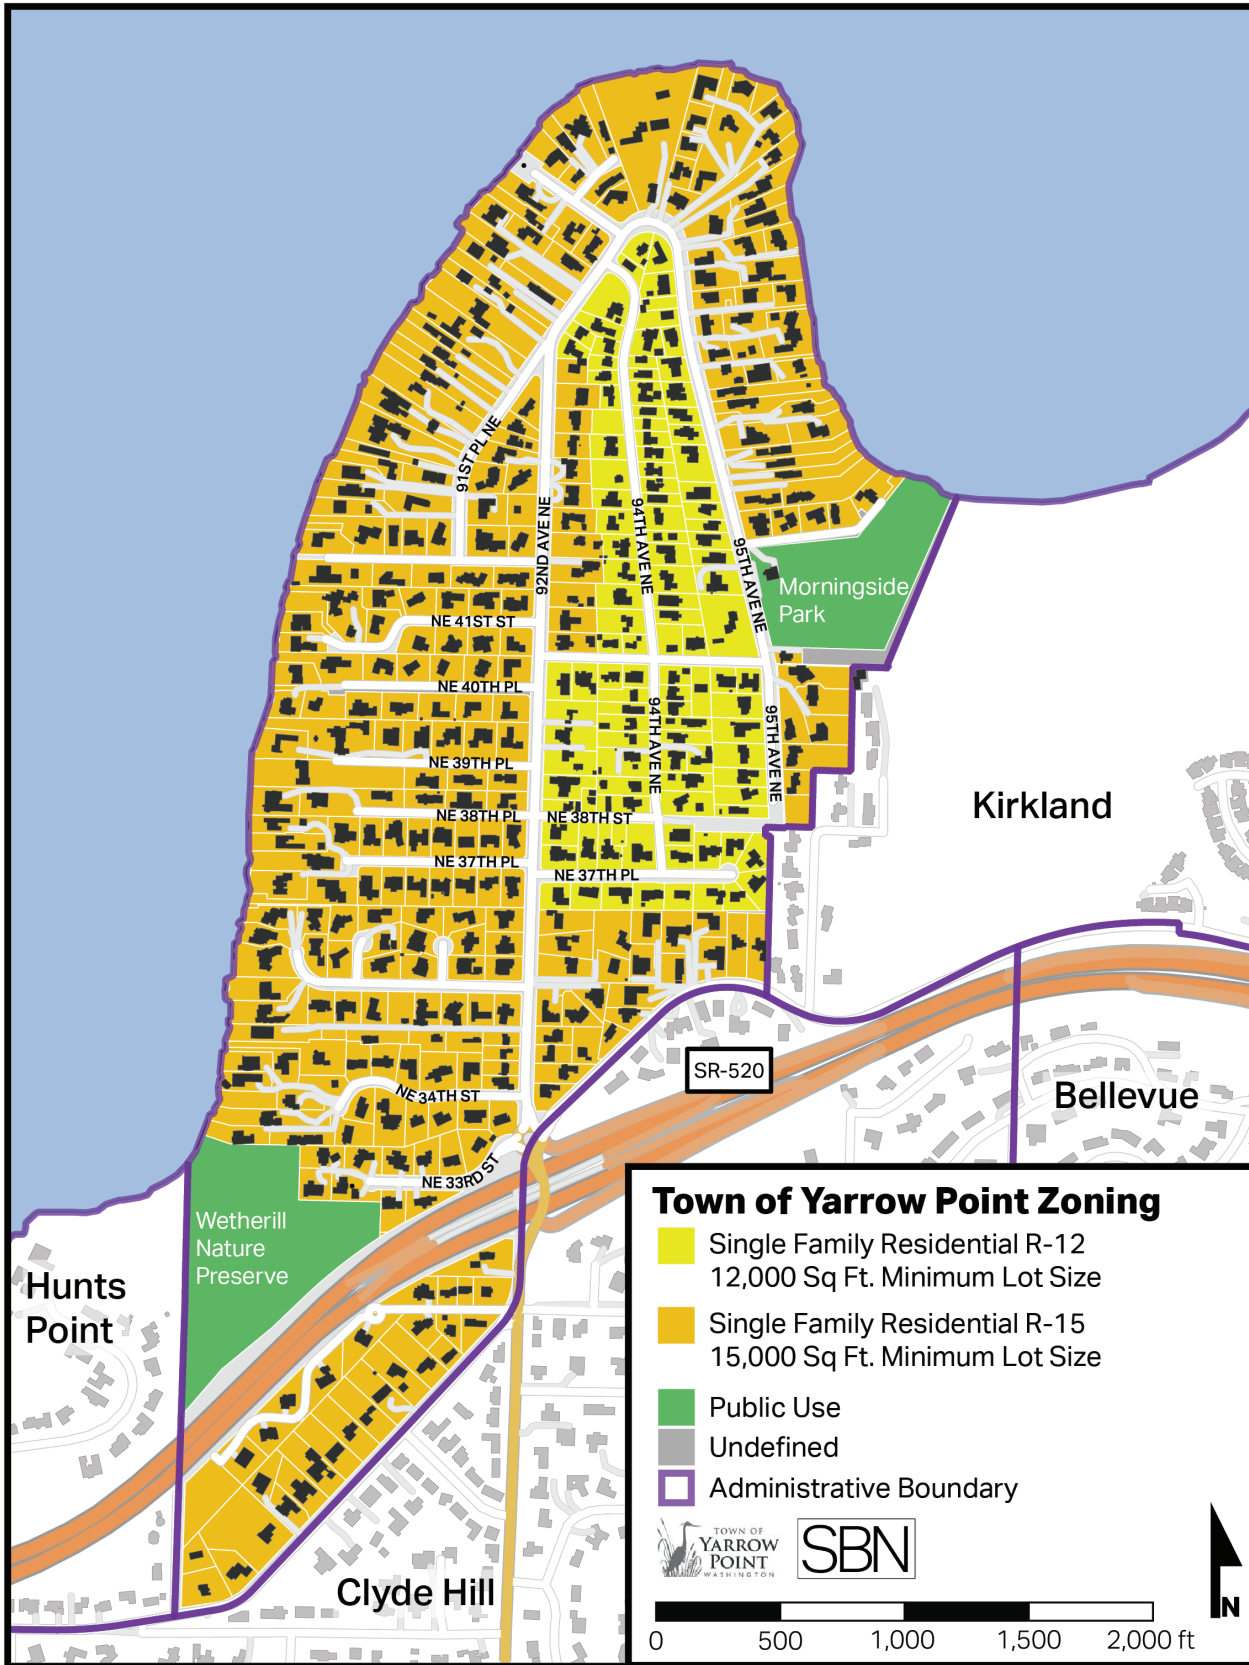 91ST PL NE
92ND AVE NE
94TH AVE NE
95TH AVE NE
Morningside
Park
NE 41ST ST
NE 40TH PL
94TH AVE NE
95TH AVE NE
NE 39TH PL
NE 38TH PL
NE 38TH ST
Kirkland
NE 37TH PL
NE 37TH PL
SR-520
NE 34TH ST
Bellevue
NE 33RD ST
Wetherill
Nature
Preserve
Hunts
Point
Clyde Hill
Town of Yarrow Point Zoning
Single Family Residential R-12
12,000 Sq Ft. Minimum Lot Size
Single Family Residential R-15
15,000 Sq Ft. Minimum Lot Size
Public Use
Undefined
Administrative Boundary
TOWN OF
YARROW
POINT
WASHINGTON
SBN
N
0 500 1,000 1,500 2,000 ft